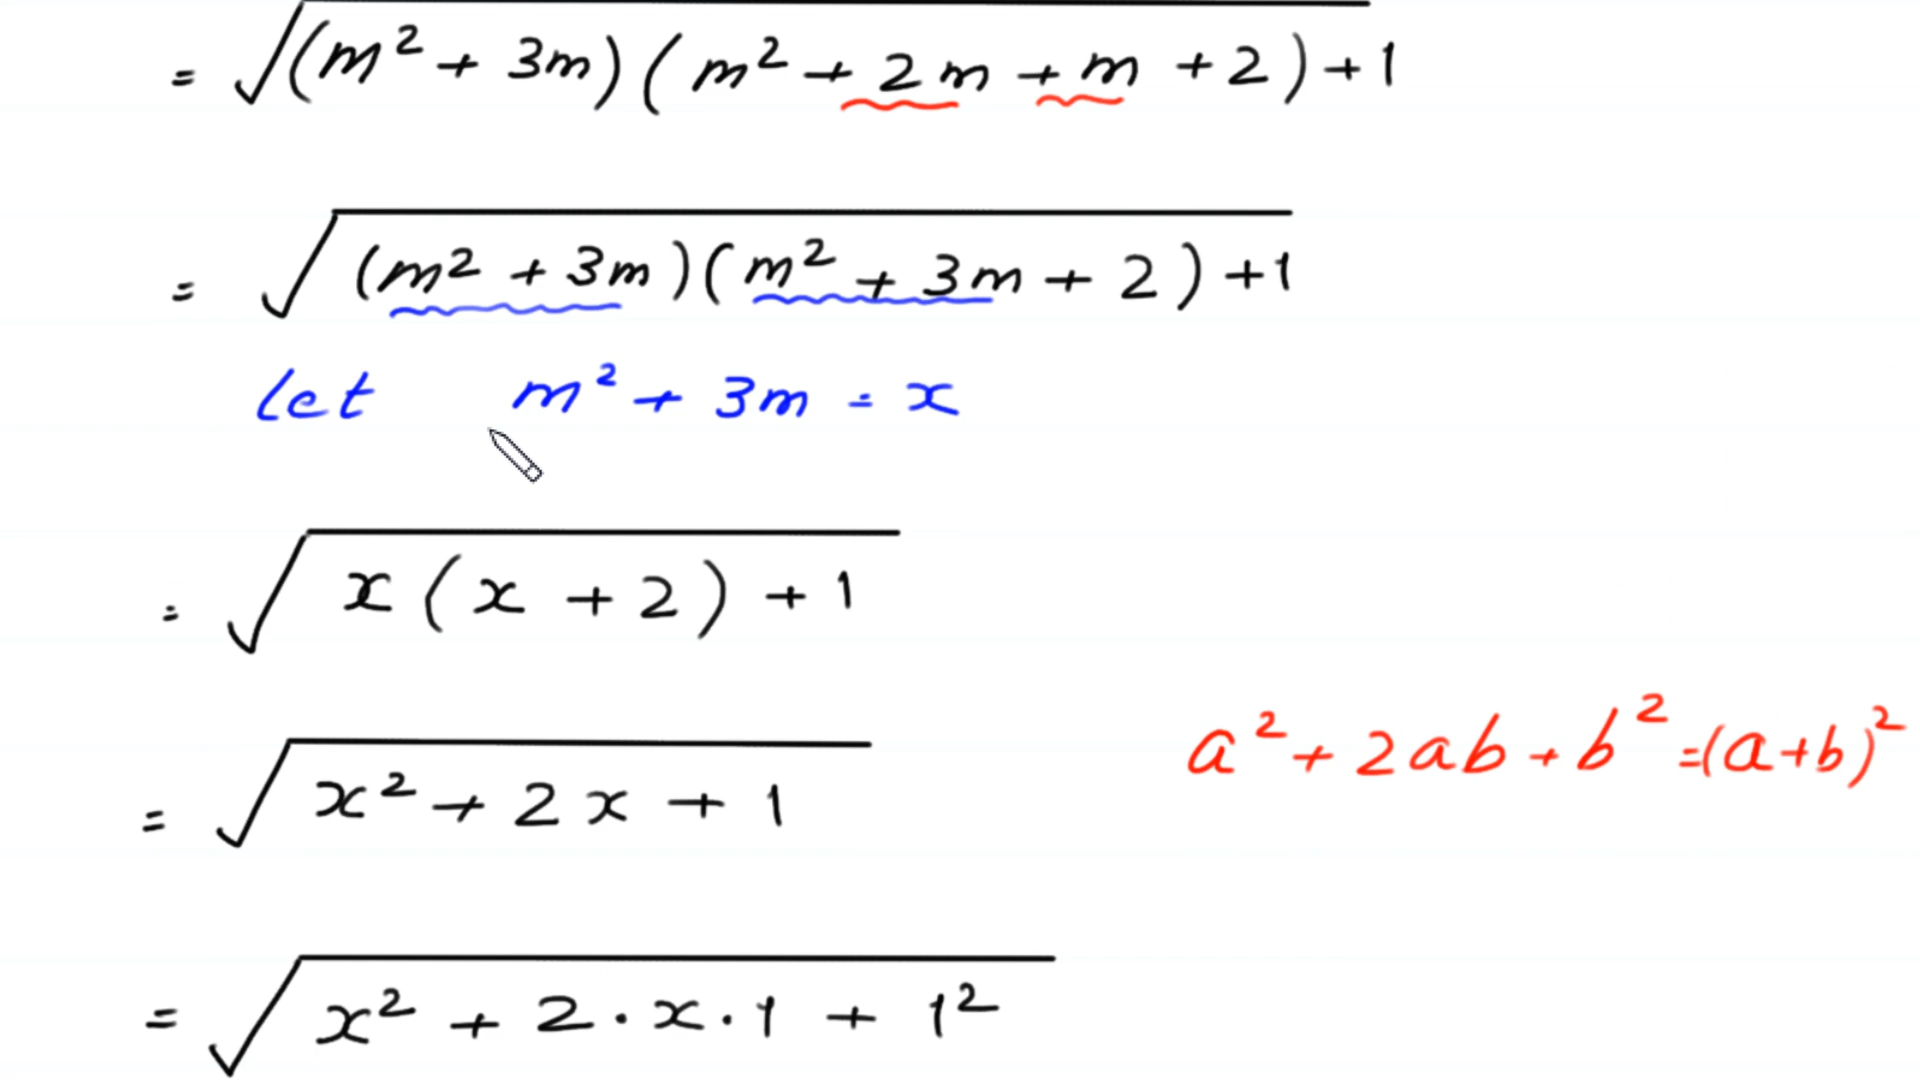 = √(m² + 3m)(m² + 2m + m + 2) + 1
= √(m² + 3m)(m² + 3m + 2) + 1
Let m² + 3m = x
= √x(x + 2) + 1
= √x² + 2x + 1
a² + 2ab + b² = (a+b)²
= √x² + 2·x·1 + 1²